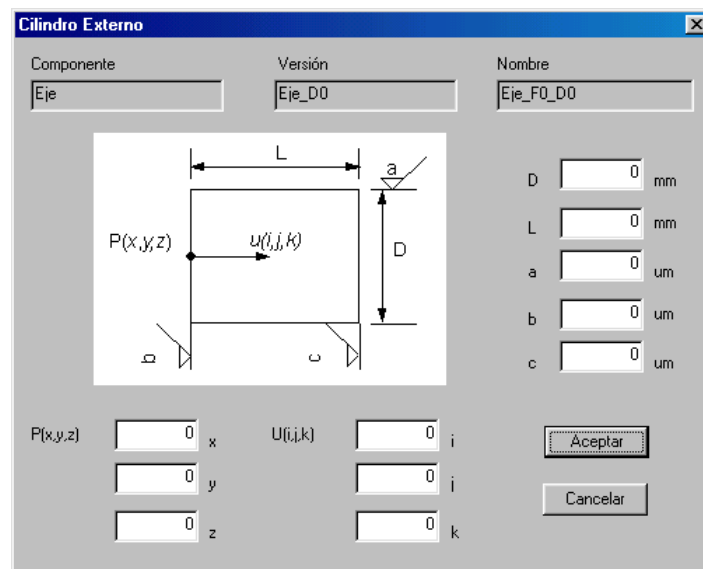 Cilindro Externo
Componente Versión Nombre
Eje Eje_D0 Eje_F0_D0
L
a
P(x,y,z) u(i,j,k) D
b c
D 0 mm
L 0 mm
a 0 um
b 0 um
c 0 um
P(x,y,z) 0 x U(i,j,k) 0 i
0 y 0 j
0 z 0 k
Aceptar
Cancelar